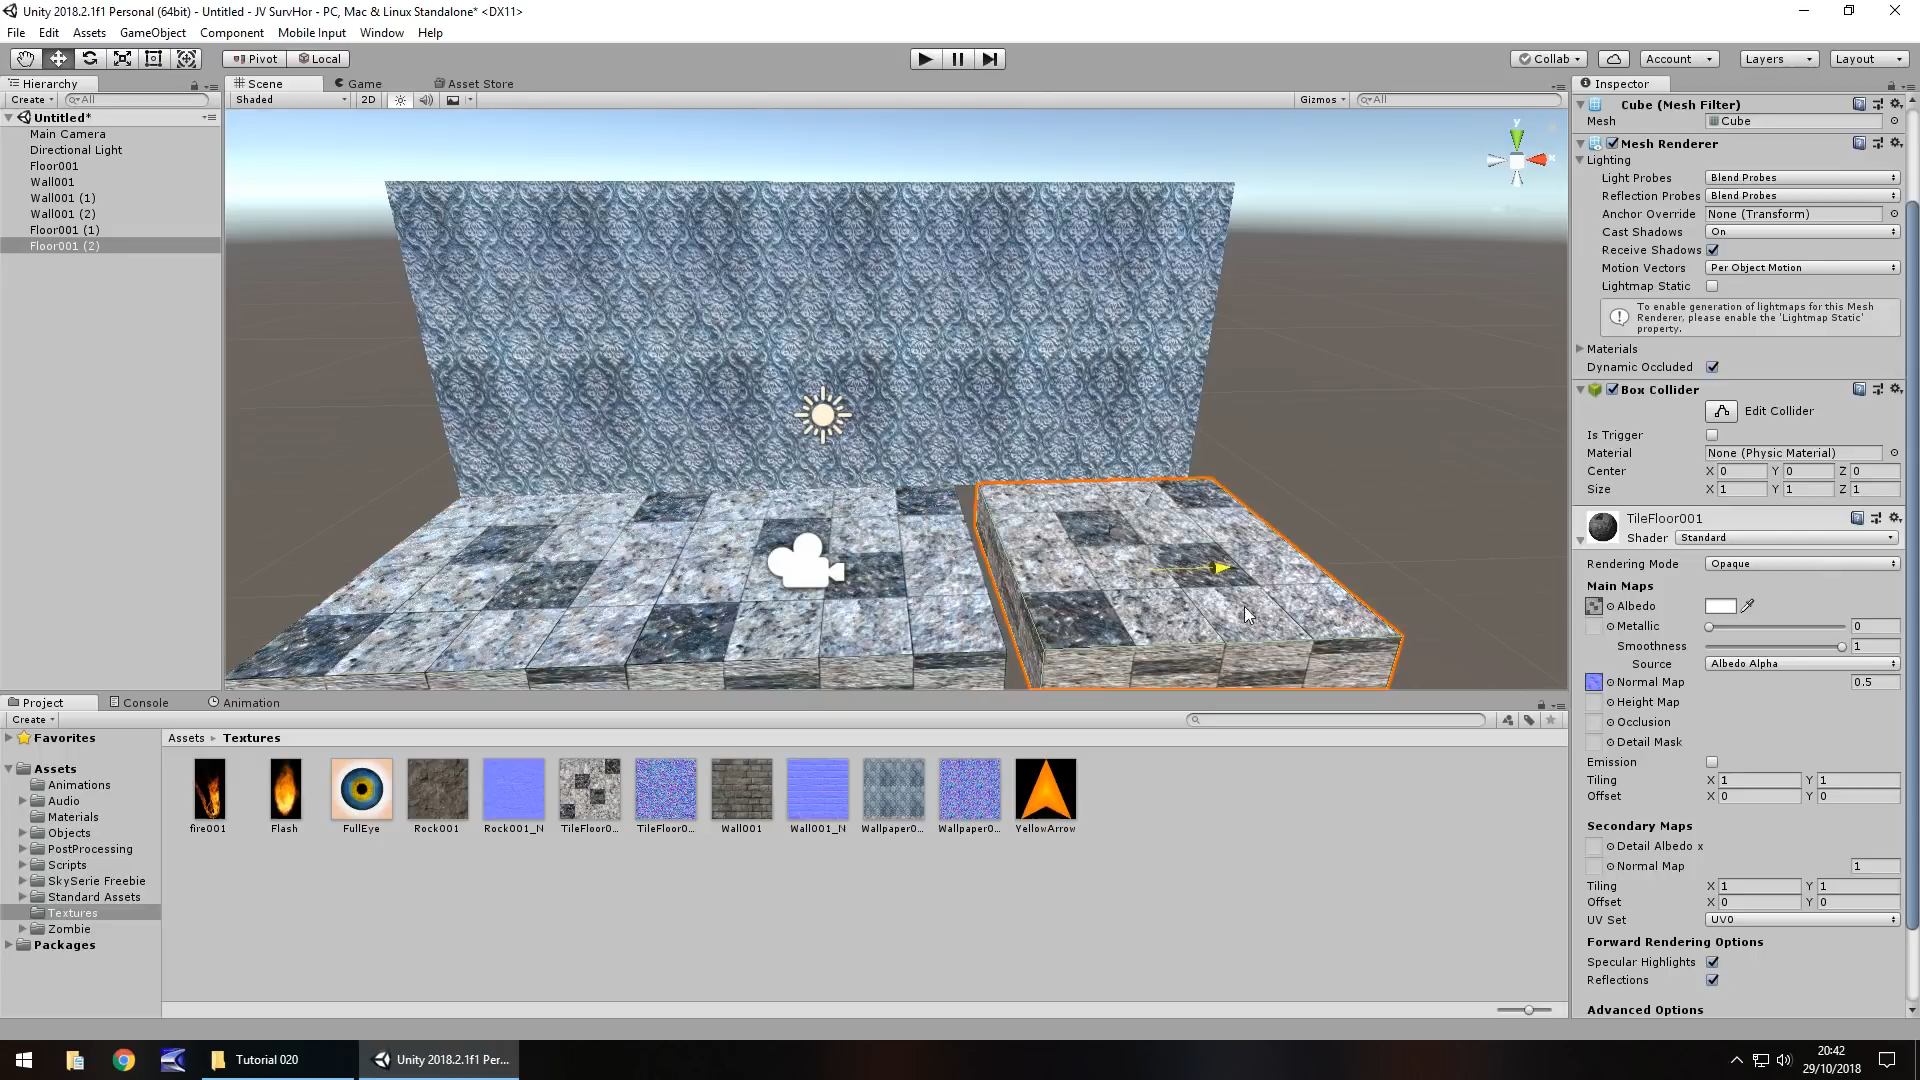 Unity 2018.2.1f1 Personal (64bit) - Untitled - JV SurvHor - PC, Mac & Linux Standalone* <DX11>
File Edit Assets GameObject Component Mobile Input Window Help
Pivot Local Collab Account Layers Layout
Hierarchy
Create All
Untitled*
Main Camera
Directional Light
Floor001
Wall001
Wall001 (1)
Wall001 (2)
Floor001 (1)
Floor001 (2)
Scene Game Asset Store
Shaded 2D Gizmos All
y
x
Inspector
Cube (Mesh Filter)
Mesh Cube
Mesh Renderer
Lighting
Light Probes Blend Probes
Reflection Probes Blend Probes
Anchor Override None (Transform)
Cast Shadows On
Receive Shadows
Motion Vectors Per Object Motion
Lightmap Static
To enable generation of lightmaps for this Mesh
Renderer, please enable the 'Lightmap Static'
property.
Materials
Dynamic Occluded
Box Collider
Edit Collider
Is Trigger
Material None (Physic Material)
Center X 0 Y 0 Z 0
Size X 1 Y 1 Z 1
TileFloor001
Shader Standard
Rendering Mode Opaque
Main Maps
Albedo
Metallic 0
Smoothness 1
Source Albedo Alpha
Normal Map 0.5
Height Map
Occlusion
Detail Mask
Emission
Tiling X 1 Y 1
Offset X 0 Y 0
Secondary Maps
Detail Albedo x
Normal Map 1
Tiling X 1 Y 1
Offset X 0 Y 0
UV Set UV0
Forward Rendering Options
Specular Highlights
Reflections
Advanced Options
Project Console Animation
Create
Favorites
Assets
Animations
Audio
Materials
Objects
PostProcessing
Scripts
SkySerie Freebie
Standard Assets
Textures
Zombie
Packages
Assets Textures
fire001 Flash FullEye Rock001 Rock001_N TileFloor0... TileFloor0... Wall001 Wall001_N Wallpaper0... Wallpaper0... YellowArrow
Tutorial 020
Unity 2018.2.1f1 Per...
20:42
29/10/2018